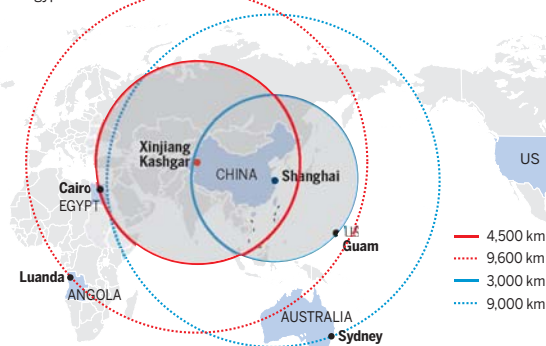 Xinjiang
Kashgar
CHINA
Shanghai
Cairo
EGYPT
US
Guam
Luanda
ANGOLA
AUSTRALIA
Sydney
4,500 km
9,600 km
3,000 km
9,000 km